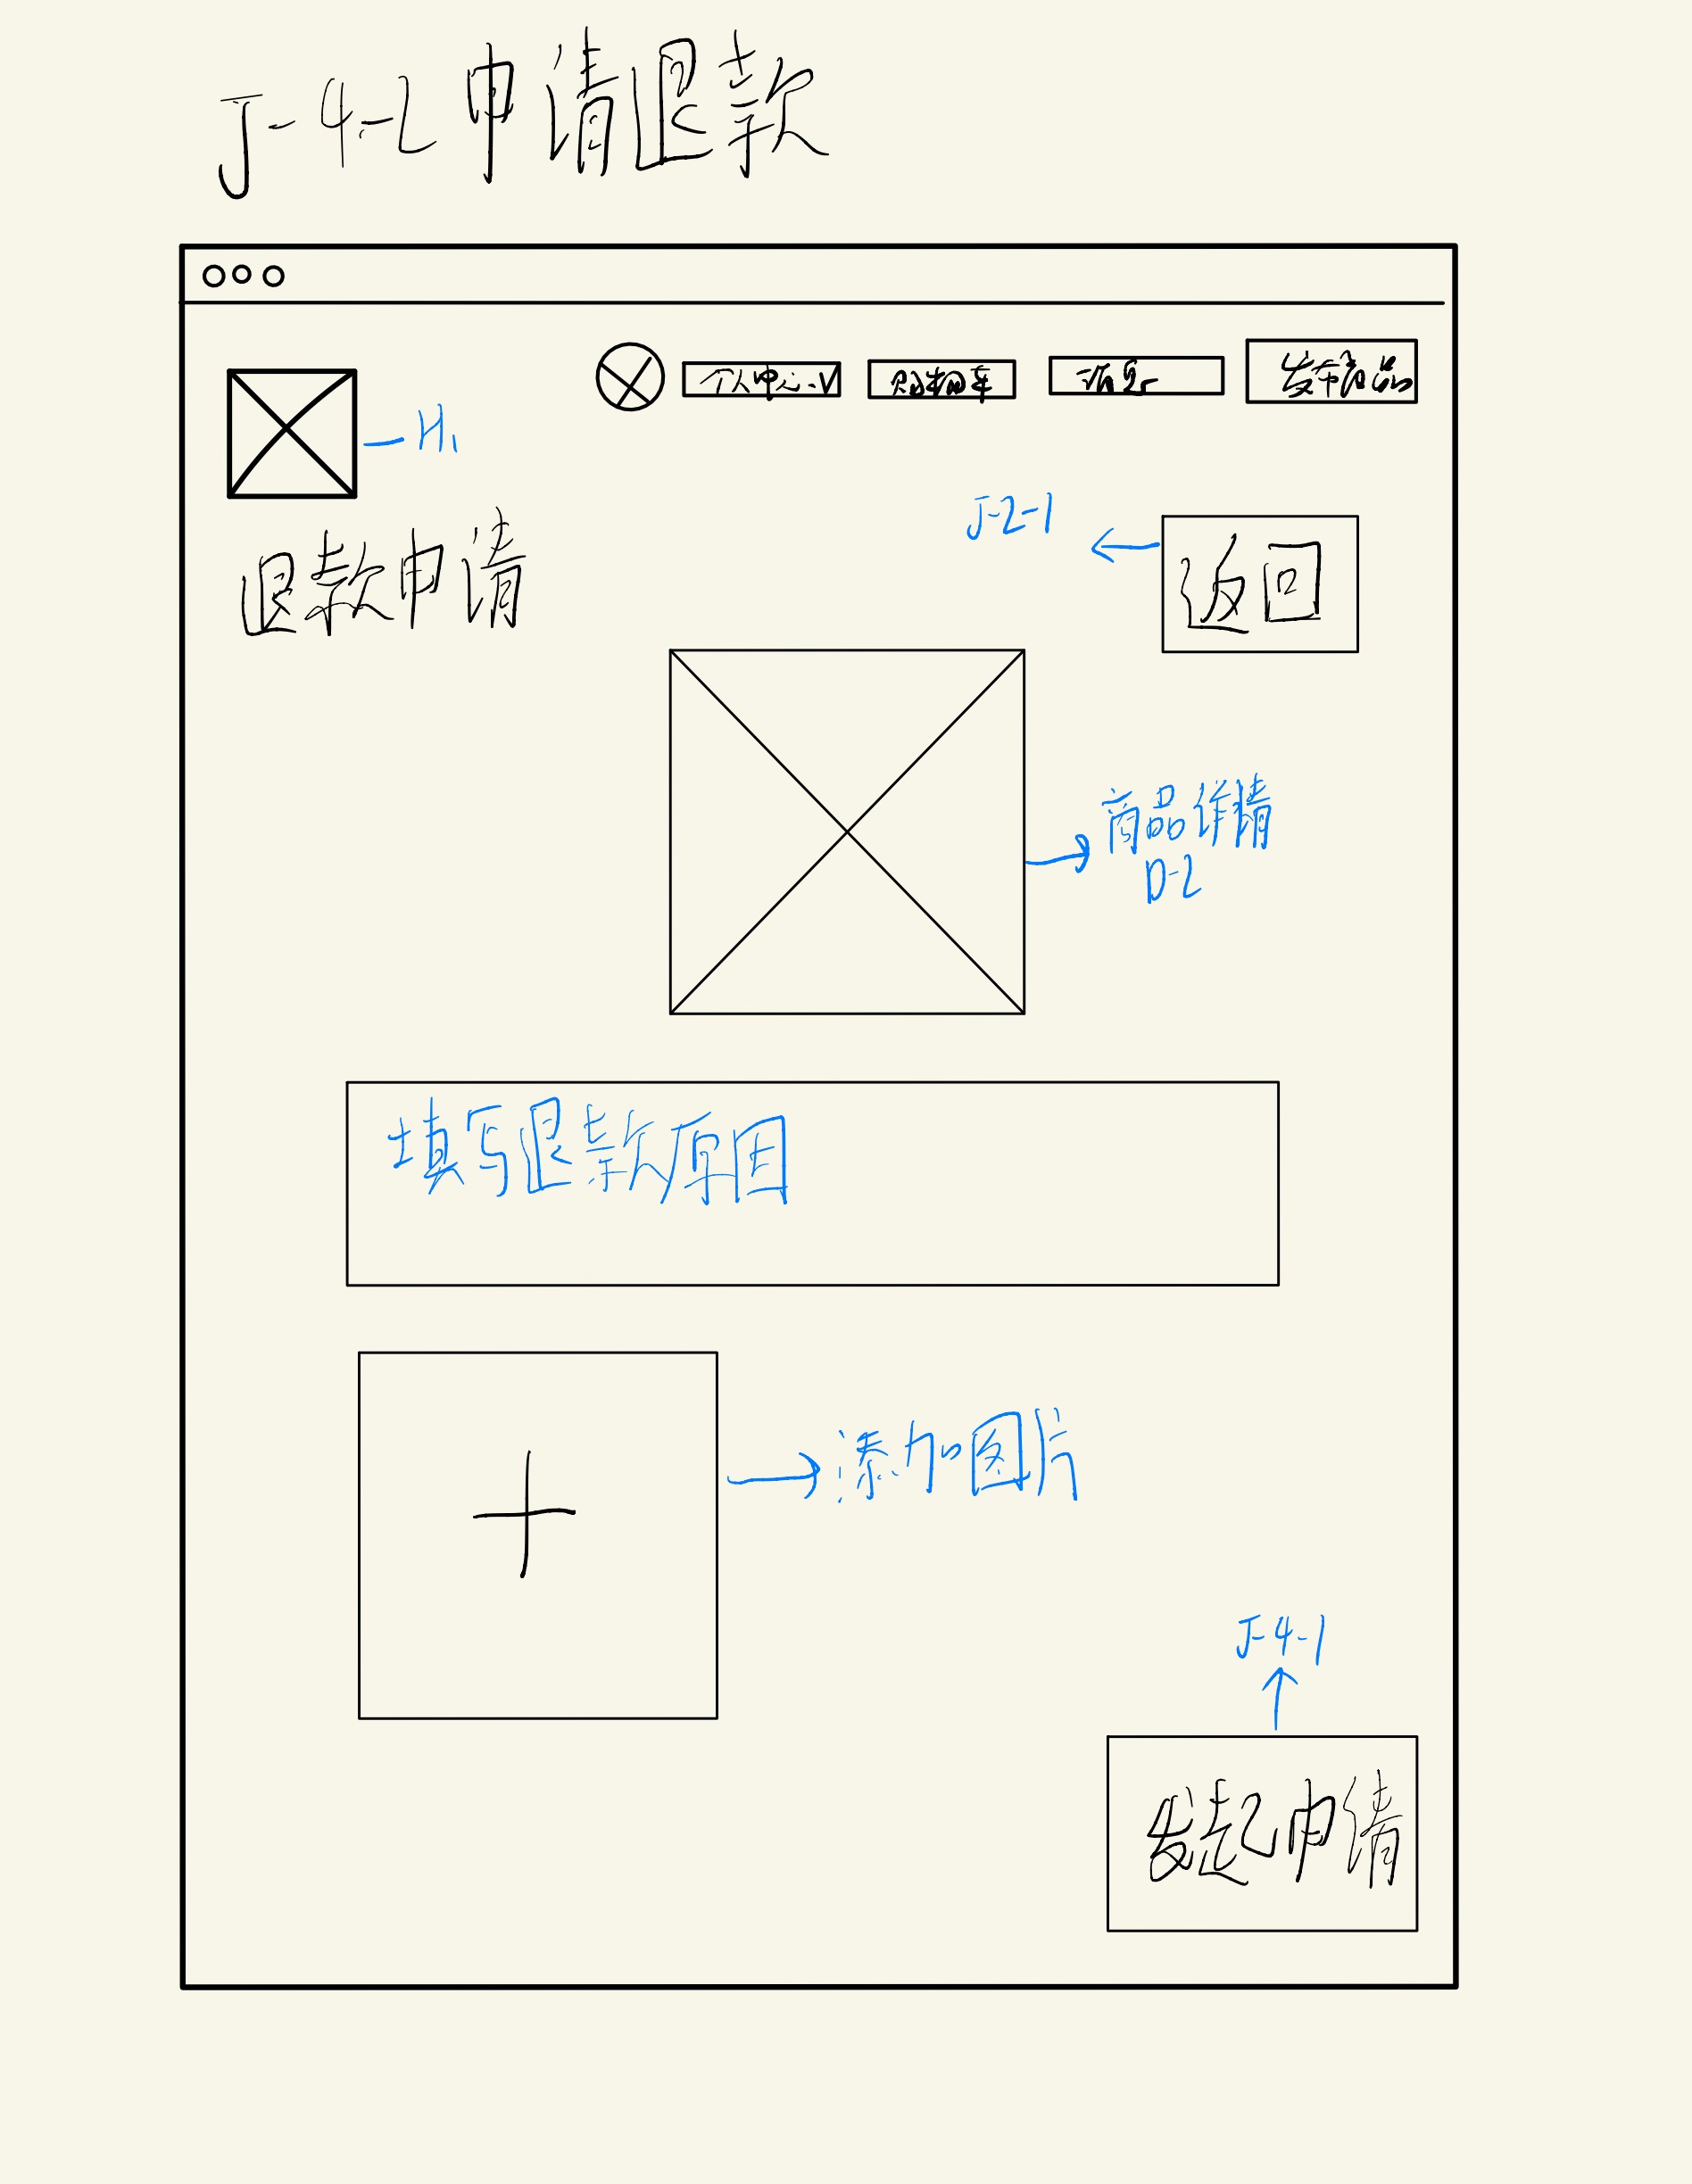 J-4-2 申请退款
个人中心 V
购物车
消息
发布商品
H1
J-2-1
退款申请
返回
商品详情
D-2
填写退款原因
添加图片
J-4-1
发起申请